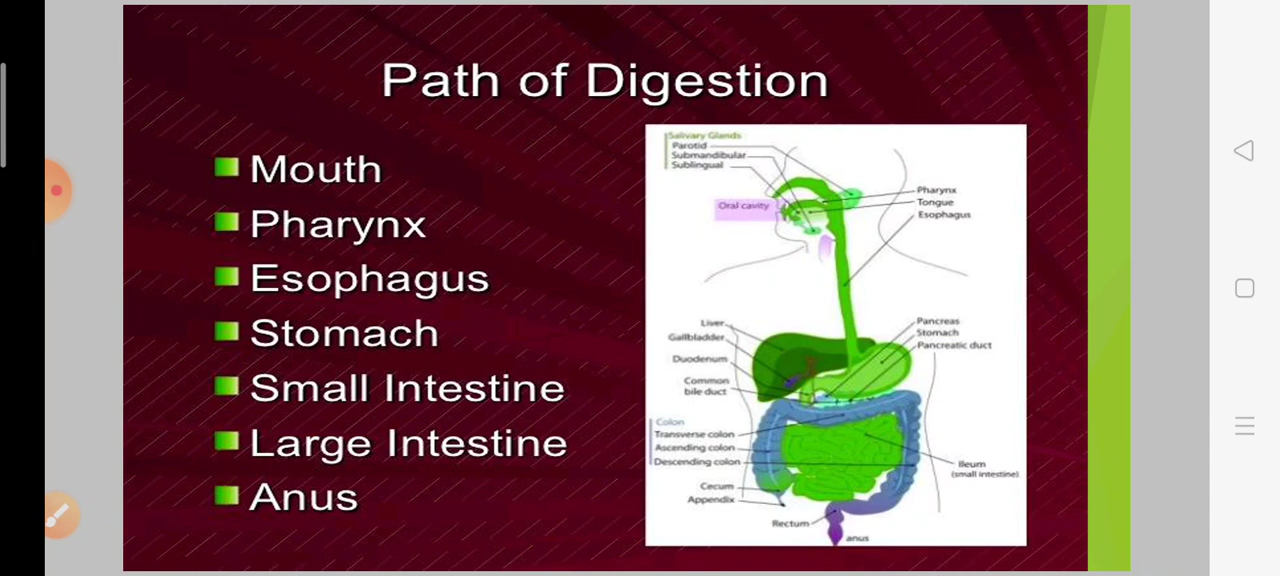 Path of Digestion
Mouth
Pharynx
Esophagus
Stomach
Small Intestine
Large Intestine
Anus
Salivary Glands
Parotid
Submandibular
Sublingual
Oral cavity
Pharynx
Tongue
Esophagus
Liver
Gallbladder
Duodenum
Common
bile duct
Pancreas
Stomach
Pancreatic duct
Colon
Transverse colon
Ascending colon
Descending colon
Cecum
Appendix
Ileum
(small intestine)
Rectum
anus